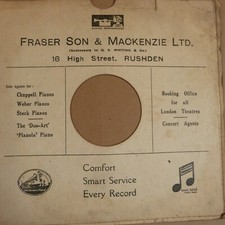 FRASER SON & MACKENZIE LTD.
16 High Street, RUSHDEN
Sole Agents for:
Chappell Pianos
Weber Pianos
Steck Pianos
The "Duo-Art"
"Pianola" Piano
Booking Office
for all
London Theatres
Concert Agents
Comfort
Smart Service
Every Record